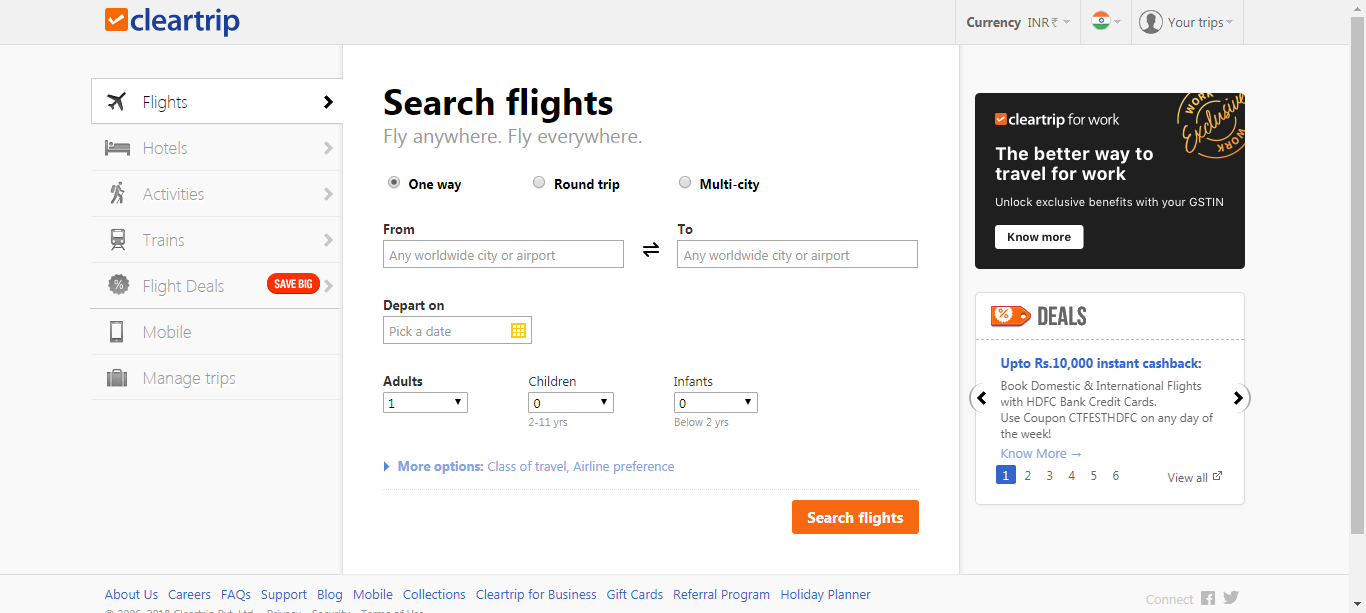 cleartrip
Currency INR ₹
Your trips
Flights
Hotels
Activities
Trains
Flight Deals SAVE BIG
Mobile
Manage trips
Search flights
Fly anywhere. Fly everywhere.
One way Round trip Multi-city
From To
Any worldwide city or airport Any worldwide city or airport
Depart on
Pick a date
Adults Children Infants
1 0 0
2-11 yrs Below 2 yrs
More options: Class of travel, Airline preference
Search flights
WORK
Exclusive
WORK
cleartrip for work
The better way to
travel for work
Unlock exclusive benefits with your GSTIN
Know more
% DEALS
Upto Rs.10,000 instant cashback:
Book Domestic & International Flights
with HDFC Bank Credit Cards.
Use Coupon CTFESTHDFC on any day of
the week!
Know More →
1 2 3 4 5 6 View all
About Us Careers FAQs Support Blog Mobile Collections Cleartrip for Business Gift Cards Referral Program Holiday Planner
Connect
© 2006-2018 Cleartrip Pvt. Ltd. Privacy Security Terms of Use